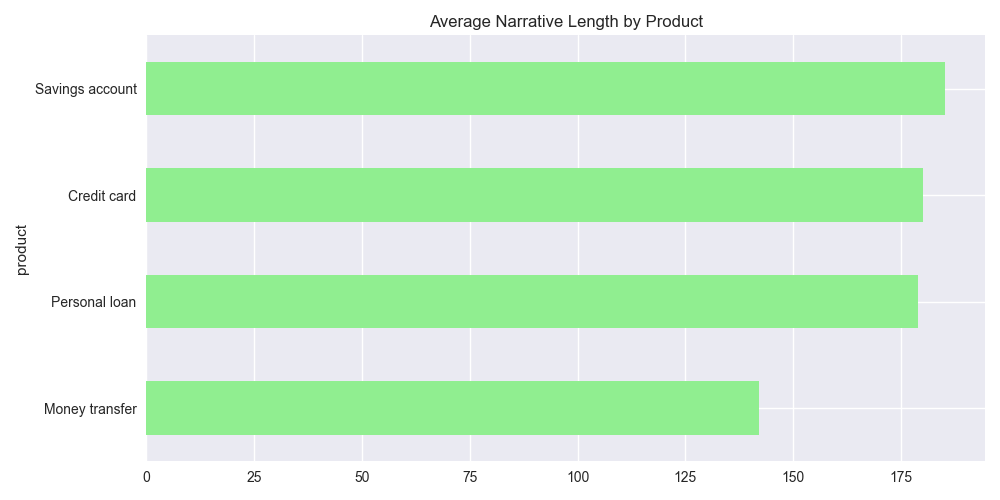 Average Narrative Length by Product
product
Savings account
Credit card
Personal loan
Money transfer
0 25 50 75 100 125 150 175